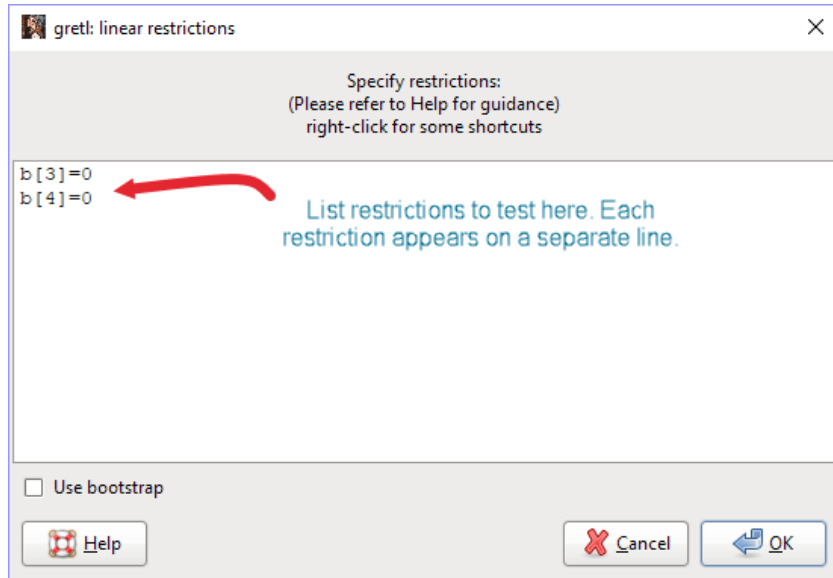 gretl: linear restrictions
Specify restrictions:
(Please refer to Help for guidance)
right-click for some shortcuts
b[3]=0
b[4]=0
List restrictions to test here. Each
restriction appears on a separate line.
Use bootstrap
Help
Cancel
OK